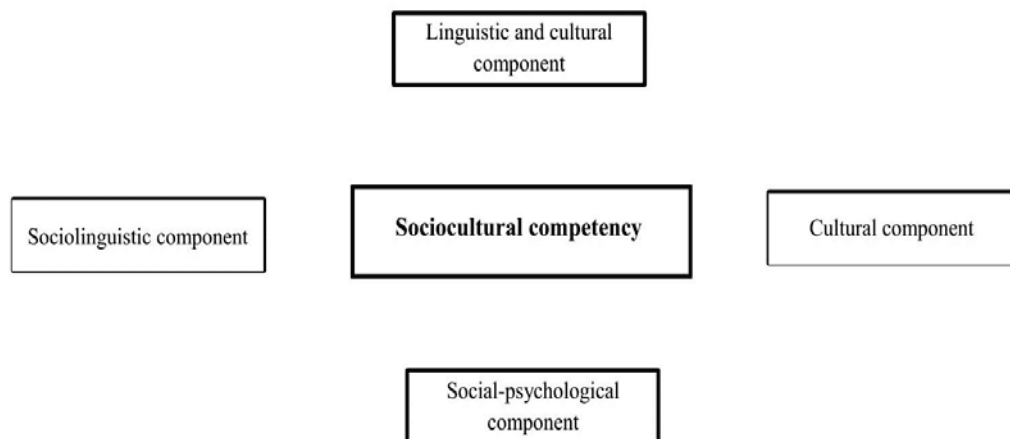 Linguistic and cultural
component
Sociolinguistic component
Sociocultural competency
Cultural component
Social-psychological
component